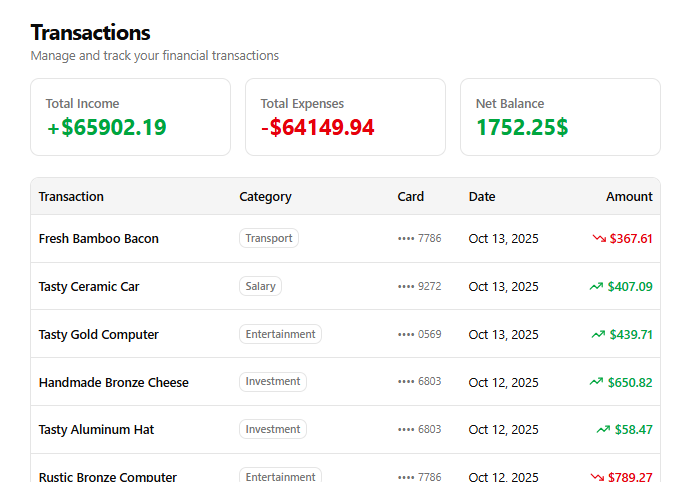 Transactions
Manage and track your financial transactions
Total Income Total Expenses Net Balance
+$65902.19 -$64149.94 1752.25$
Transaction Category Card Date Amount
Fresh Bamboo Bacon Transport •••• 7786 Oct 13, 2025 $367.61
Tasty Ceramic Car Salary •••• 9272 Oct 13, 2025 $407.09
Tasty Gold Computer Entertainment •••• 0569 Oct 13, 2025 $439.71
Handmade Bronze Cheese Investment •••• 6803 Oct 12, 2025 $650.82
Tasty Aluminum Hat Investment •••• 6803 Oct 12, 2025 $58.47
Rustic Bronze Computer Entertainment •••• 7786 Oct 12, 2025 $789.27